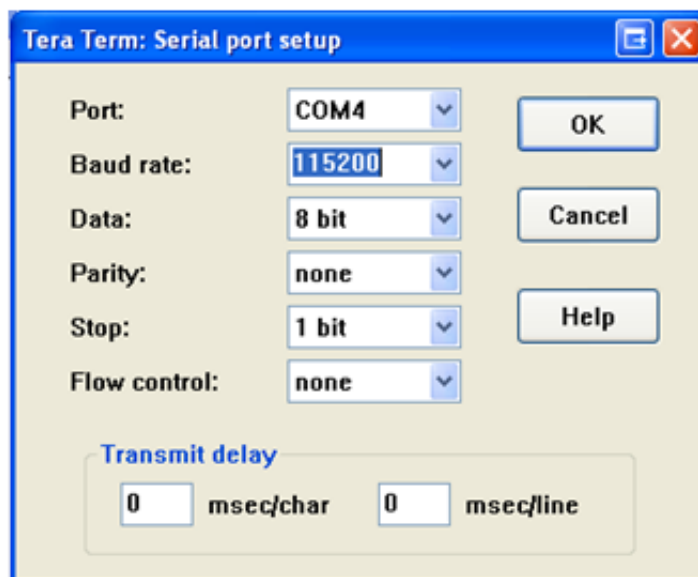 Tera Term: Serial port setup
Port: COM4 OK
Baud rate: 115200
Data: 8 bit Cancel
Parity: none
Stop: 1 bit Help
Flow control: none
Transmit delay
0 msec/char 0 msec/line